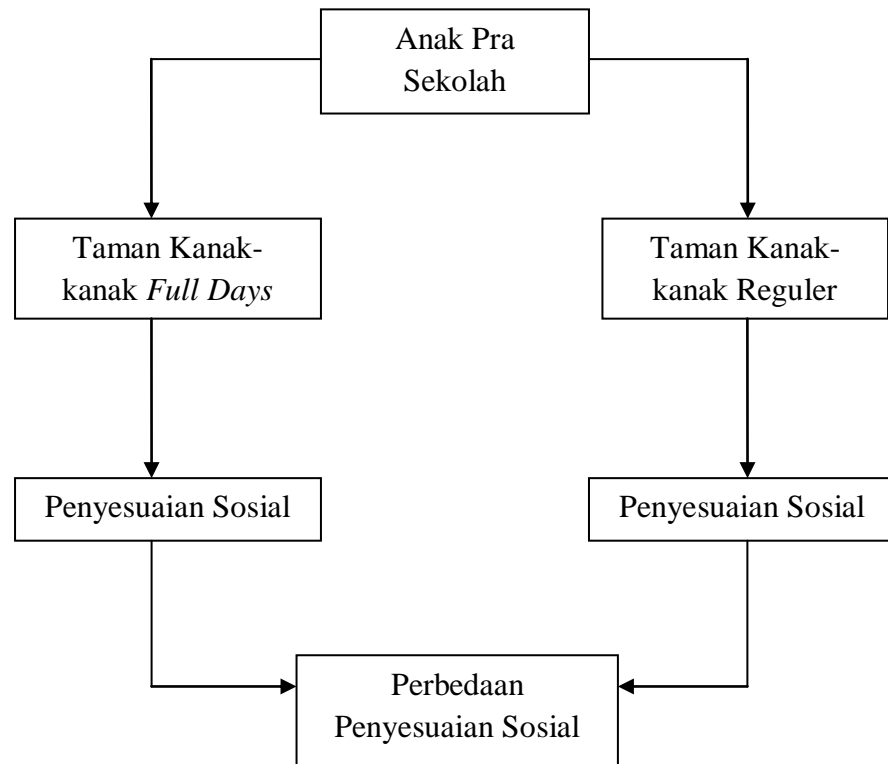 Anak Pra
Sekolah
Taman Kanak-
kanak Full Days
Taman Kanak-
kanak Reguler
Penyesuaian Sosial
Penyesuaian Sosial
Perbedaan
Penyesuaian Sosial